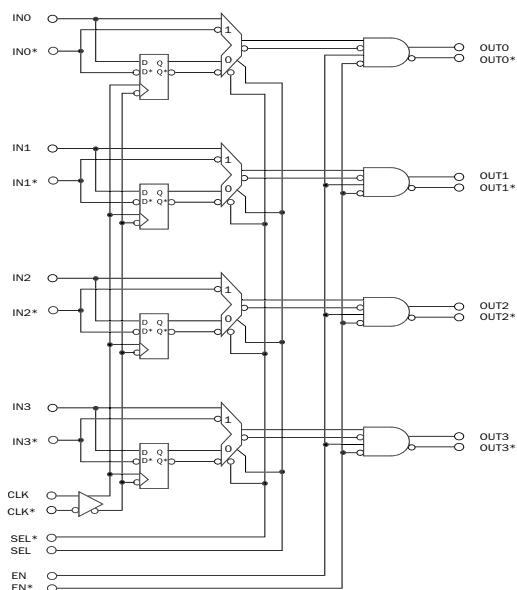 IN0
IN0*
1
0
D Q
D* Q*
OUT0
OUT0*
IN1
IN1*
1
0
D Q
D* Q*
OUT1
OUT1*
IN2
IN2*
1
0
D Q
D* Q*
OUT2
OUT2*
IN3
IN3*
1
0
D Q
D* Q*
OUT3
OUT3*
CLK
CLK*
SEL*
SEL
EN
EN*